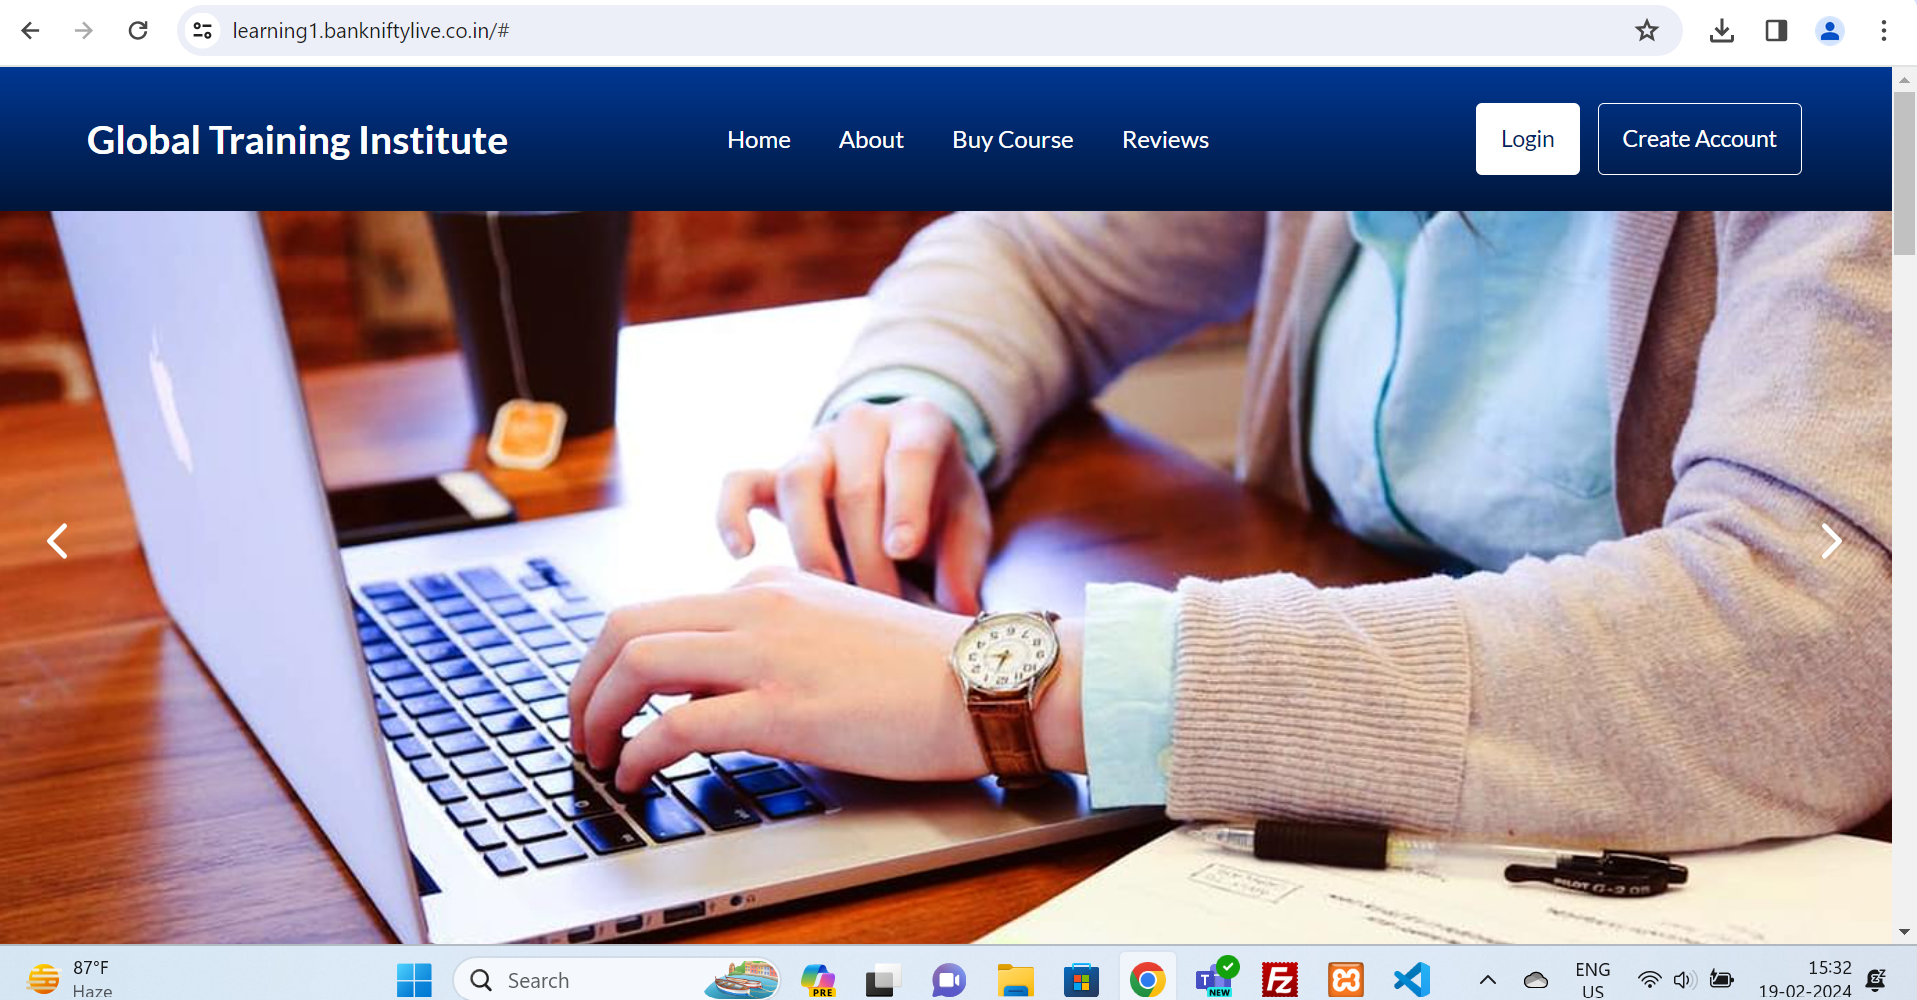 learning1.bankniftylive.co.in/#
Global Training Institute
Home
About
Buy Course
Reviews
Login
Create Account
PILOT G-2 05
87°F
Haze
Search
PRE
NEW
ENG
US
15:32
19-02-2024